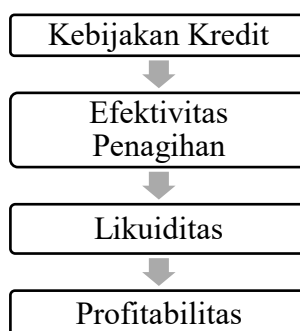 Kebijakan Kredit
Efektivitas
Penagihan
Likuiditas
Profitabilitas